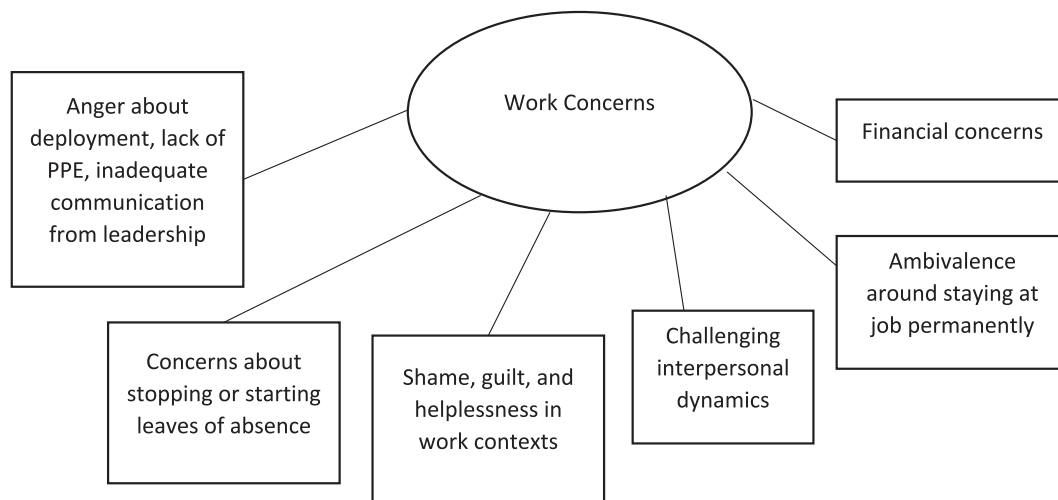 Work Concerns
Anger about
deployment, lack of
PPE, inadequate
communication
from leadership
Concerns about
stopping or starting
leaves of absence
Shame, guilt, and
helplessness in
work contexts
Challenging
interpersonal
dynamics
Ambivalence
around staying at
job permanently
Financial concerns